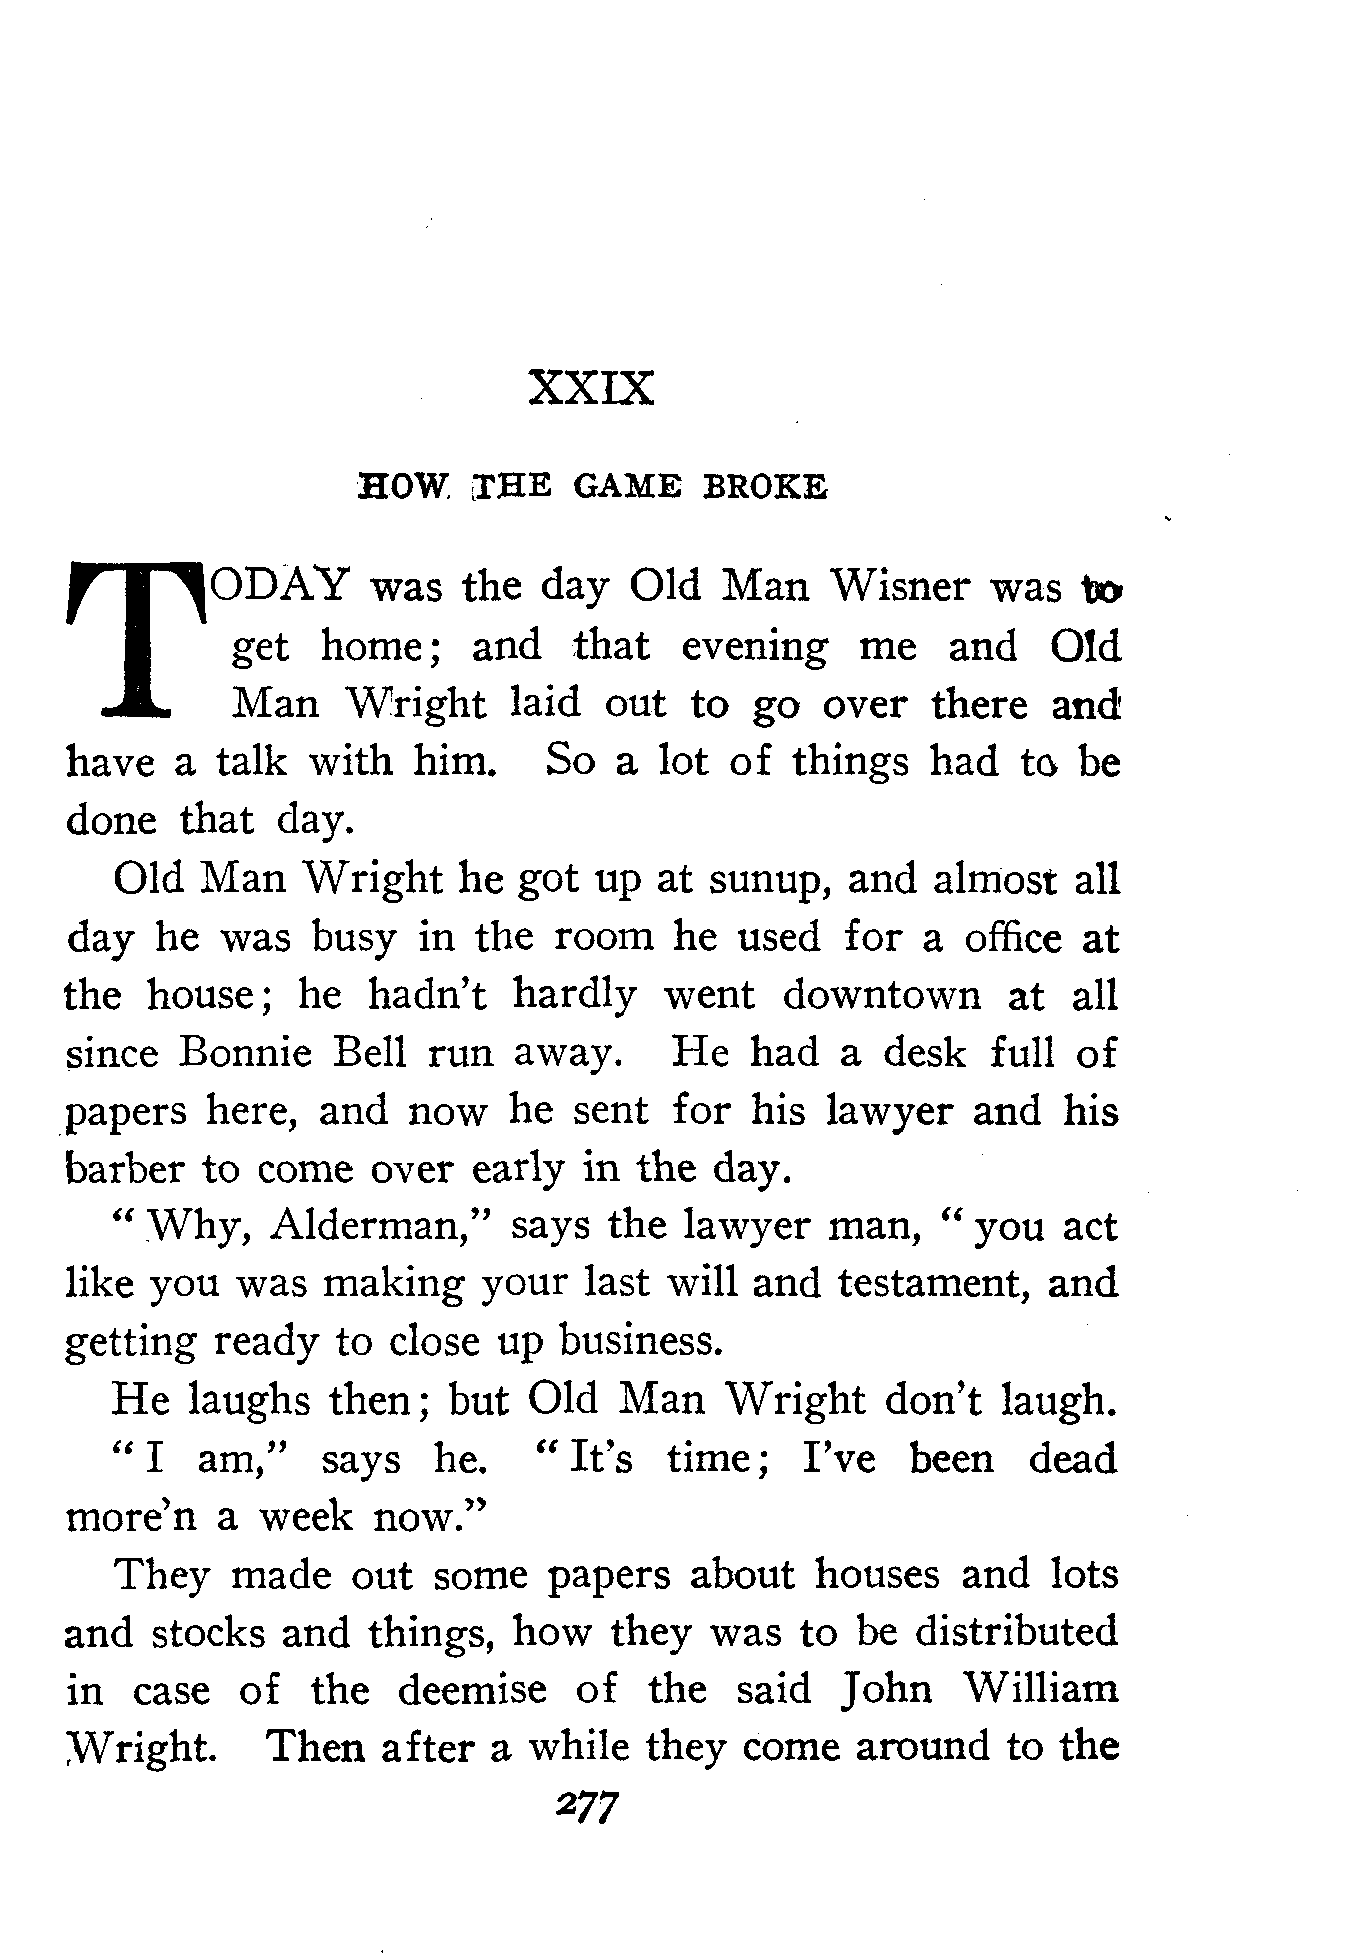 XXIX
HOW THE GAME BROKE
TODAY was the day Old Man Wisner was to
get home; and that evening me and Old
Man Wright laid out to go over there and
have a talk with him. So a lot of things had to be
done that day.
Old Man Wright he got up at sunup, and almost all
day he was busy in the room he used for a office at
the house; he hadn't hardly went downtown at all
since Bonnie Bell run away. He had a desk full of
papers here, and now he sent for his lawyer and his
barber to come over early in the day.
“ Why, Alderman,” says the lawyer man, “ you act
like you was making your last will and testament, and
getting ready to close up business.
He laughs then; but Old Man Wright don't laugh.
“ I am,” says he. “ It's time; I've been dead
more'n a week now.”
They made out some papers about houses and lots
and stocks and things, how they was to be distributed
in case of the deemise of the said John William
Wright. Then after a while they come around to the
277